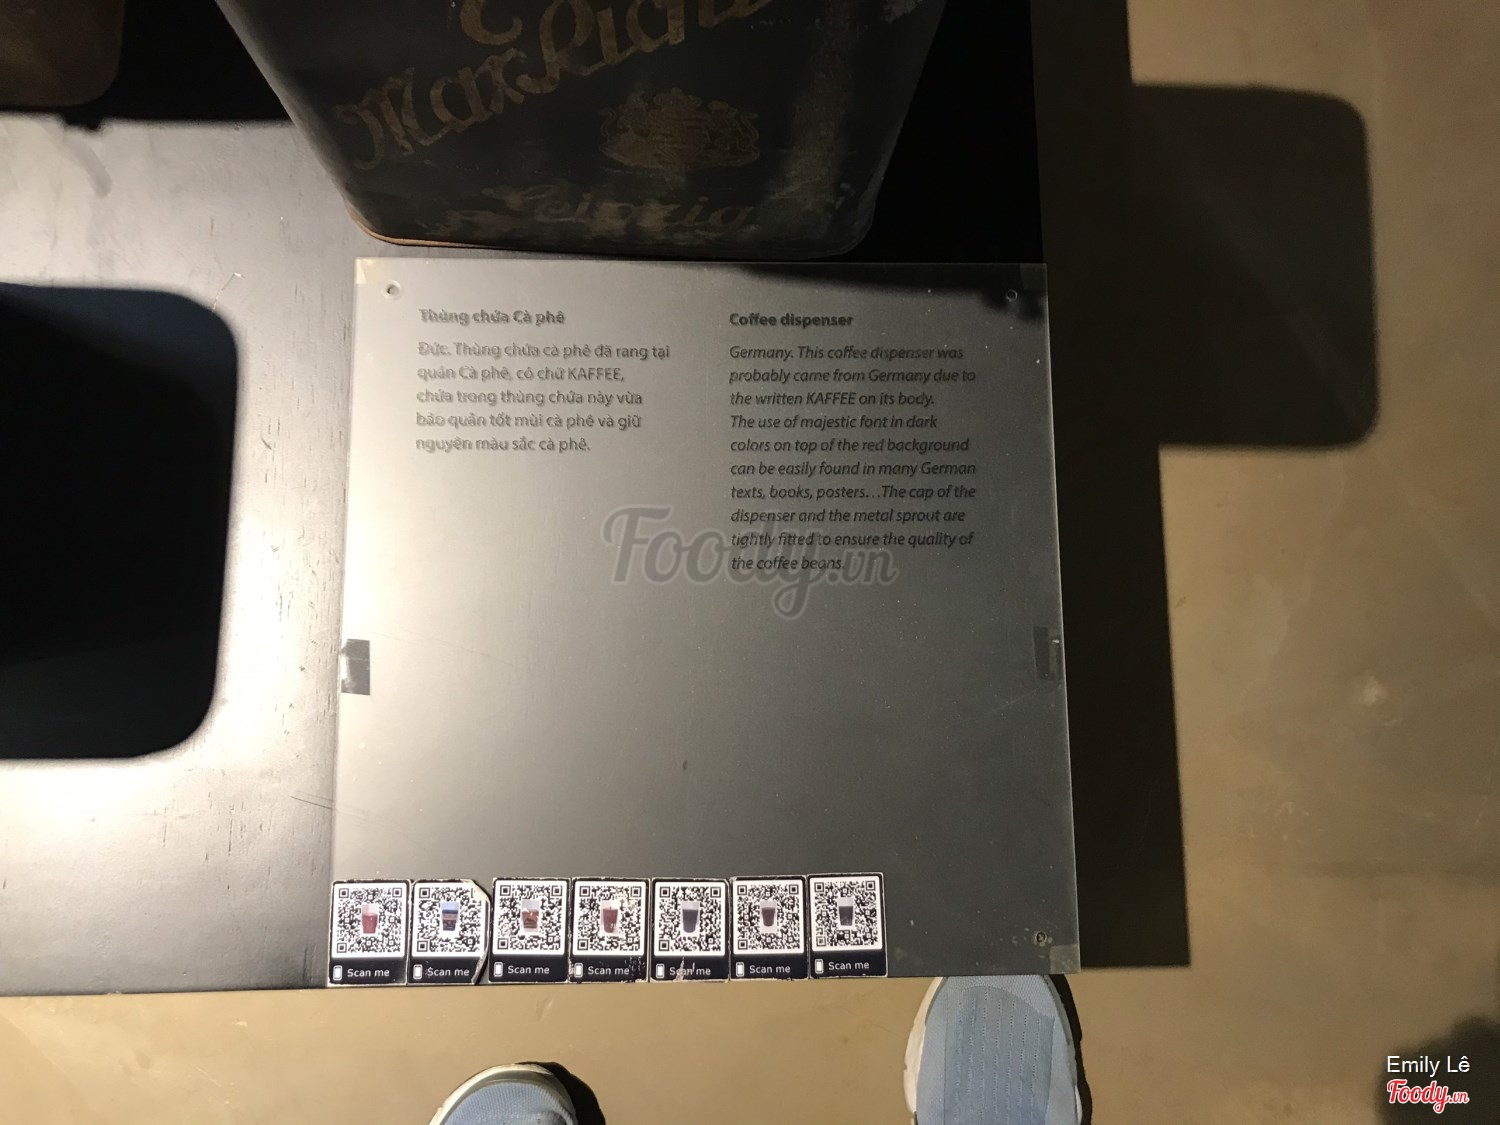 Max Richter
Leipzig
Thùng chứa Cà phê
Đức. Thùng chứa cà phê đã rang tại
quán Cà phê, có chữ KAFFEE,
chứa trong thùng chứa này vừa
bảo quản tốt mùi cà phê và giữ
nguyên màu sắc cà phê.
Coffee dispenser
Germany. This coffee dispenser was
probably came from Germany due to
the written KAFFEE on its body.
The use of majestic font in dark
colors on top of the red background
can be easily found in many German
texts, books, posters...The cap of the
dispenser and the metal sprout are
tightly fitted to ensure the quality of
the coffee beans.
Foody.vn
Scan me
Scan me
Scan me
Scan me
Scan me
Scan me
Scan me
Emily Lê
Foody.vn